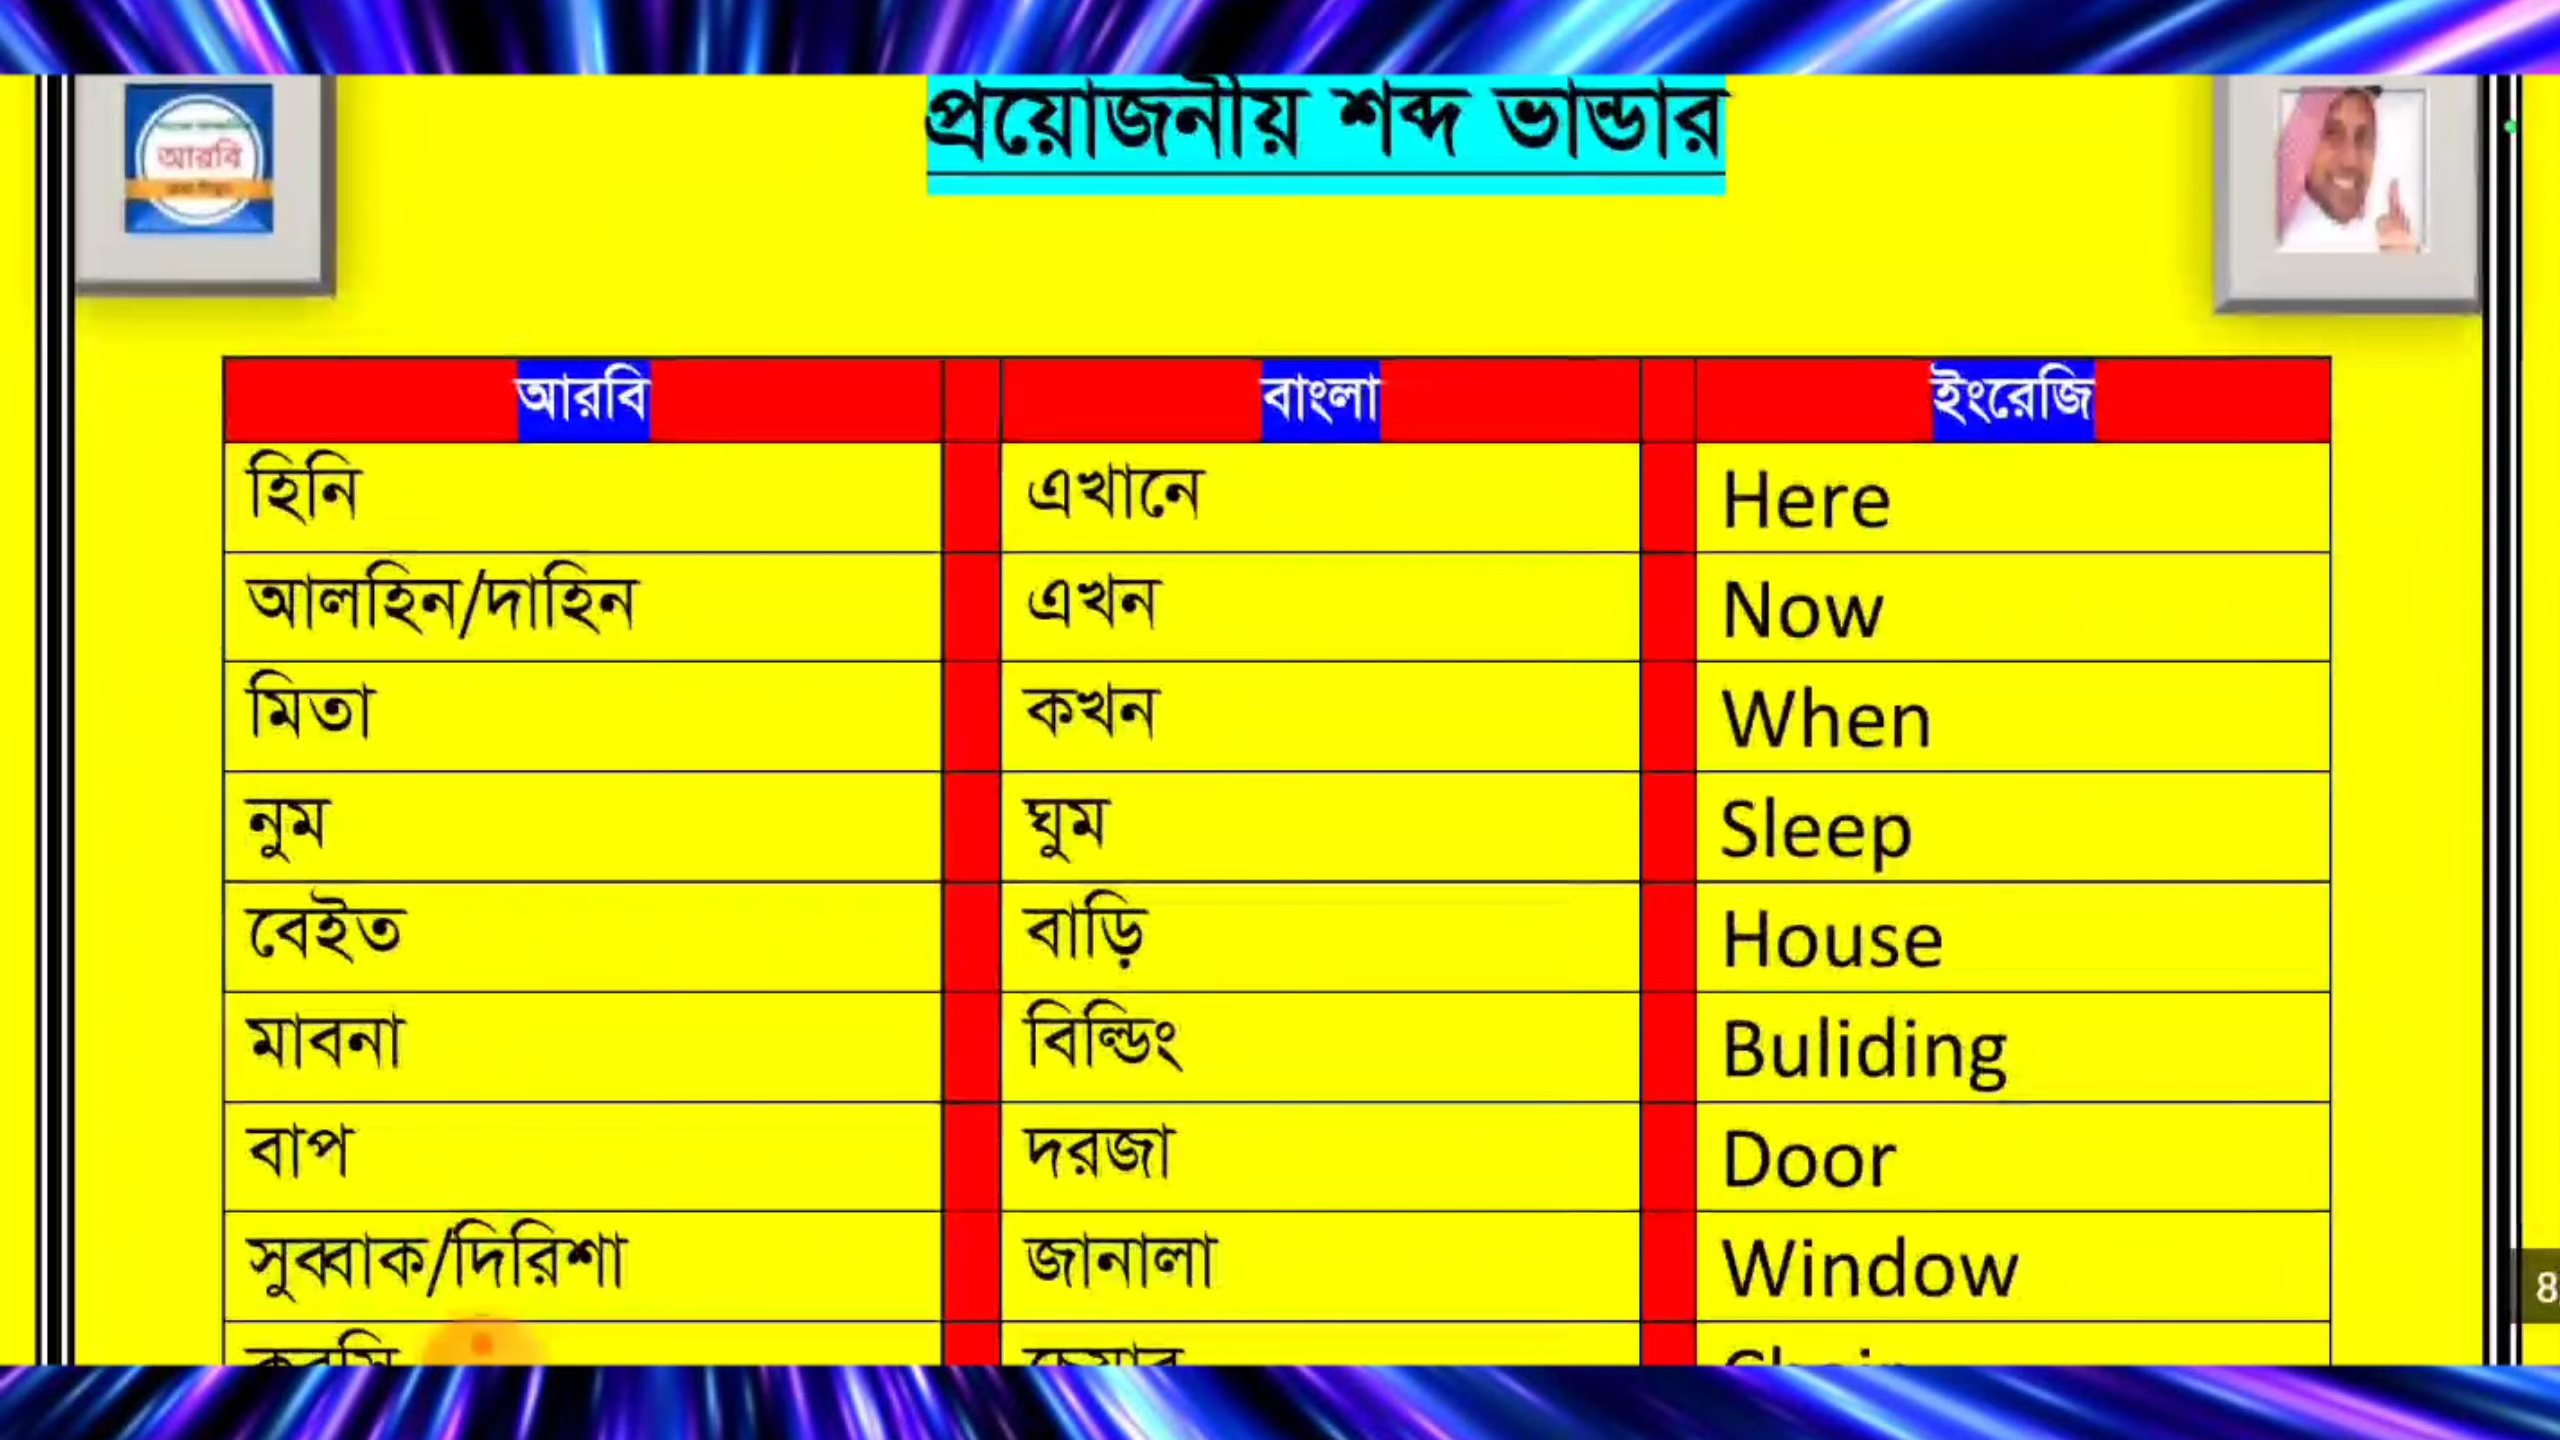 প্রয়োজনীয় শব্দ ভান্ডার
আরবি
আরবি বাংলা ইংরেজি
হিনি এখানে Here
আলহিন/দাহিন এখন Now
মিতা কখন When
নুম ঘুম Sleep
বেইত বাড়ি House
মাবনা বিল্ডিং Buliding
বাপ দরজা Door
সুব্বাক/দিরিশা জানালা Window
8